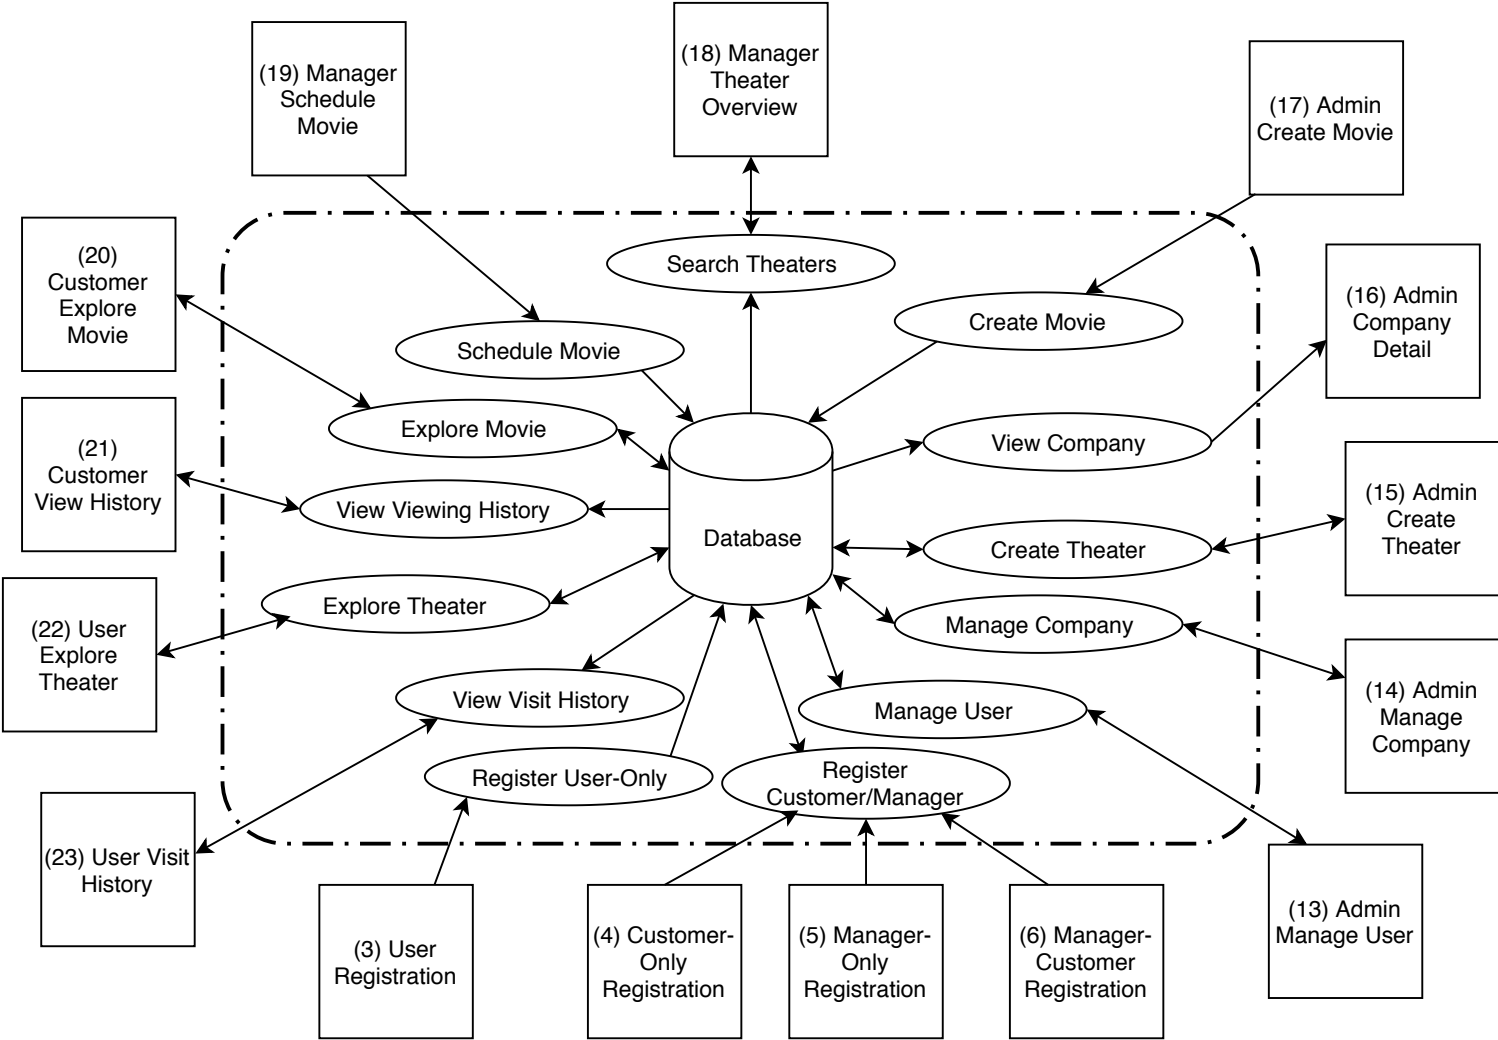 (18) Manager
Theater
Overview
(19) Manager
Schedule
Movie
(17) Admin
Create Movie
(20)
Customer
Explore
Movie
Search Theaters
Create Movie
(16) Admin
Company
Detail
Schedule Movie
Explore Movie
View Company
(21)
Customer
View History
View Viewing History
Database
(15) Admin
Create
Theater
Create Theater
Explore Theater
Manage Company
(22) User
Explore
Theater
View Visit History
Manage User
(14) Admin
Manage
Company
Register User-Only
Register
Customer/Manager
(23) User Visit
History
(3) User
Registration
(4) Customer-
Only
Registration
(5) Manager-
Only
Registration
(6) Manager-
Customer
Registration
(13) Admin
Manage User